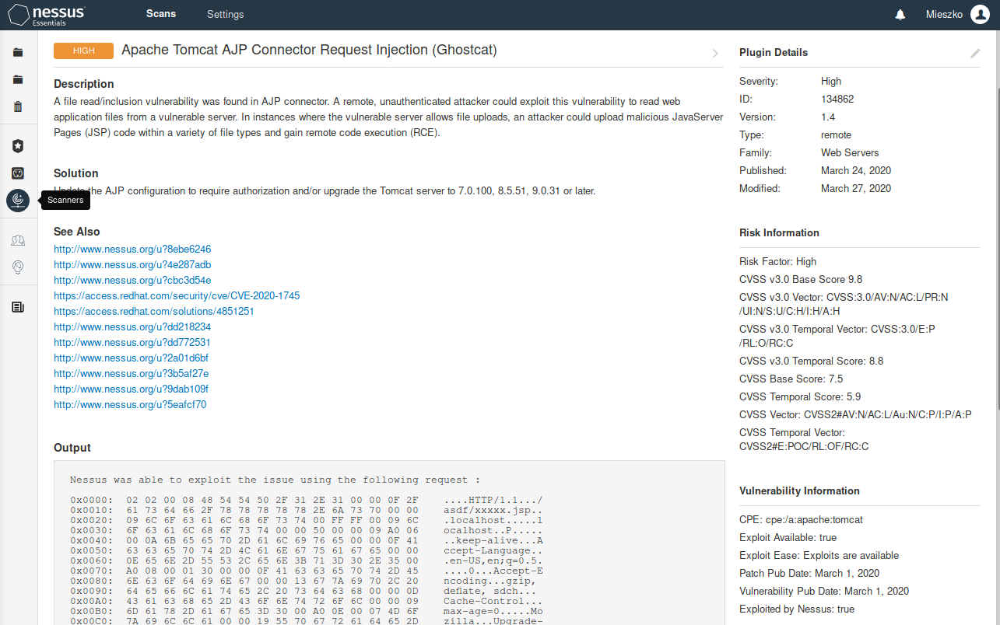 nessus
Essentials
Scans
Settings
Mieszko
HIGH
Apache Tomcat AJP Connector Request Injection (Ghostcat)
Description
A file read/inclusion vulnerability was found in AJP connector. A remote, unauthenticated attacker could exploit this vulnerability to read web
application files from a vulnerable server. In instances where the vulnerable server allows file uploads, an attacker could upload malicious JavaServer
Pages (JSP) code within a variety of file types and gain remote code execution (RCE).
Solution
Update the AJP configuration to require authorization and/or upgrade the Tomcat server to 7.0.100, 8.5.51, 9.0.31 or later.
Scanners
See Also
http://www.nessus.org/u?8ebe6246
http://www.nessus.org/u?4e287adb
http://www.nessus.org/u?cbc3d54e
https://access.redhat.com/security/cve/CVE-2020-1745
https://access.redhat.com/solutions/4851251
http://www.nessus.org/u?dd218234
http://www.nessus.org/u?dd772531
http://www.nessus.org/u?2a01d6bf
http://www.nessus.org/u?3b5af27e
http://www.nessus.org/u?9dab109f
http://www.nessus.org/u?5eafcf70
Output
Nessus was able to exploit the issue using the following request :
0x0000: 02 02 00 08 48 54 54 50 2F 31 2E 31 00 00 0F 2F ....HTTP/1.1.../
0x0010: 61 73 64 66 2F 78 78 78 78 78 2E 6A 73 70 00 00 asdf/xxxxx.jsp..
0x0020: 09 6C 6F 63 61 6C 68 6F 73 74 00 FF FF 00 09 6C .localhost.....l
0x0030: 6F 63 61 6C 68 6F 73 74 00 00 50 00 00 09 A0 06 ocalhost..P.....
0x0040: 00 0A 6B 65 65 70 2D 61 6C 69 76 65 00 00 0F 41 ..keep-alive...A
0x0050: 63 63 65 70 74 2D 4C 61 6E 67 75 61 67 65 00 00 ccept-Language..
0x0060: 0E 65 6E 2D 55 53 2C 65 6E 3B 71 3D 30 2E 35 00 .en-US,en;q=0.5.
0x0070: A0 08 00 01 30 00 00 0F 41 63 63 65 70 74 2D 45 ....0...Accept-E
0x0080: 6E 63 6F 64 69 6E 67 00 00 13 67 7A 69 70 2C 20 ncoding...gzip,
0x0090: 64 65 66 6C 61 74 65 2C 20 73 64 63 68 00 00 0D deflate, sdch...
0x00A0: 43 61 63 68 65 2D 43 6F 6E 74 72 6F 6C 00 00 09 Cache-Control...
0x00B0: 6D 61 78 2D 61 67 65 3D 30 00 A0 0E 00 07 4D 6F max-age=0.....Mo
0x00C0: 7A 69 6C 6C 61 00 00 19 55 70 67 72 61 64 65 2D zilla...Upgrade-
Plugin Details
Severity: High
ID: 134862
Version: 1.4
Type: remote
Family: Web Servers
Published: March 24, 2020
Modified: March 27, 2020
Risk Information
Risk Factor: High
CVSS v3.0 Base Score 9.8
CVSS v3.0 Vector: CVSS:3.0/AV:N/AC:L/PR:N
/UI:N/S:U/C:H/I:H/A:H
CVSS v3.0 Temporal Vector: CVSS:3.0/E:P
/RL:O/RC:C
CVSS v3.0 Temporal Score: 8.8
CVSS Base Score: 7.5
CVSS Temporal Score: 5.9
CVSS Vector: CVSS2#AV:N/AC:L/Au:N/C:P/I:P/A:P
CVSS Temporal Vector:
CVSS2#E:POC/RL:OF/RC:C
Vulnerability Information
CPE: cpe:/a:apache:tomcat
Exploit Available: true
Exploit Ease: Exploits are available
Patch Pub Date: March 1, 2020
Vulnerability Pub Date: March 1, 2020
Exploited by Nessus: true